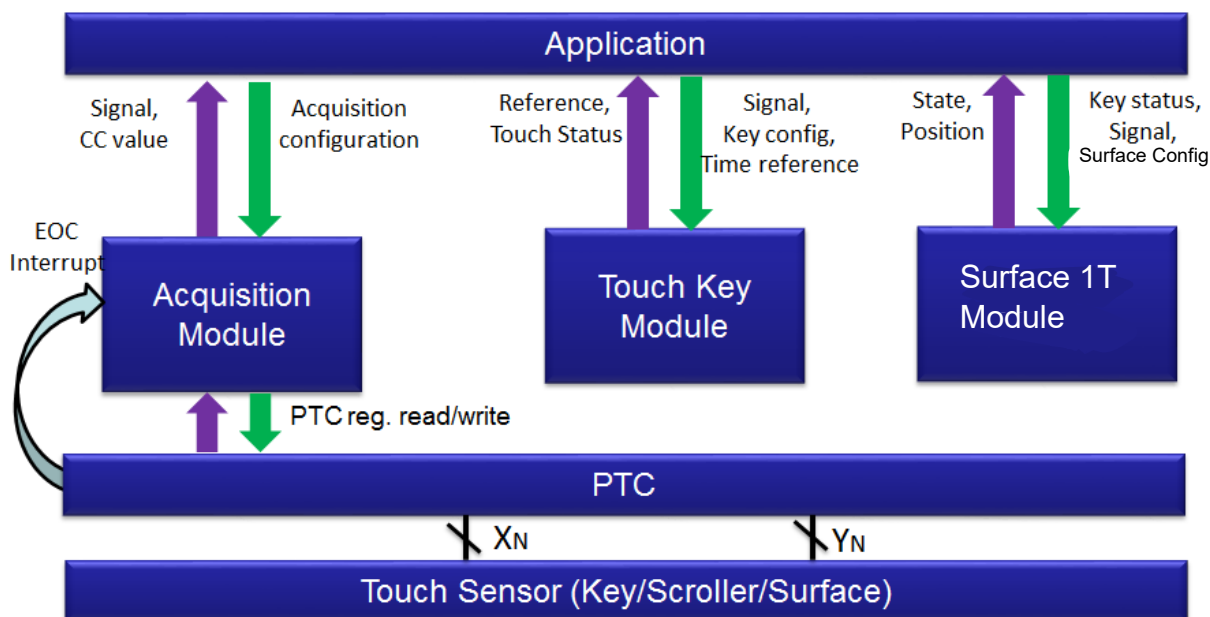 Application
Signal,
CC value
Acquisition
configuration
Reference,
Touch Status
Signal,
Key config,
Time reference
State,
Position
Key status,
Signal,
Surface Config
EOC
Interrupt
Acquisition
Module
Touch Key
Module
Surface 1T
Module
PTC reg. read/write
PTC
XN
YN
Touch Sensor (Key/Scroller/Surface)